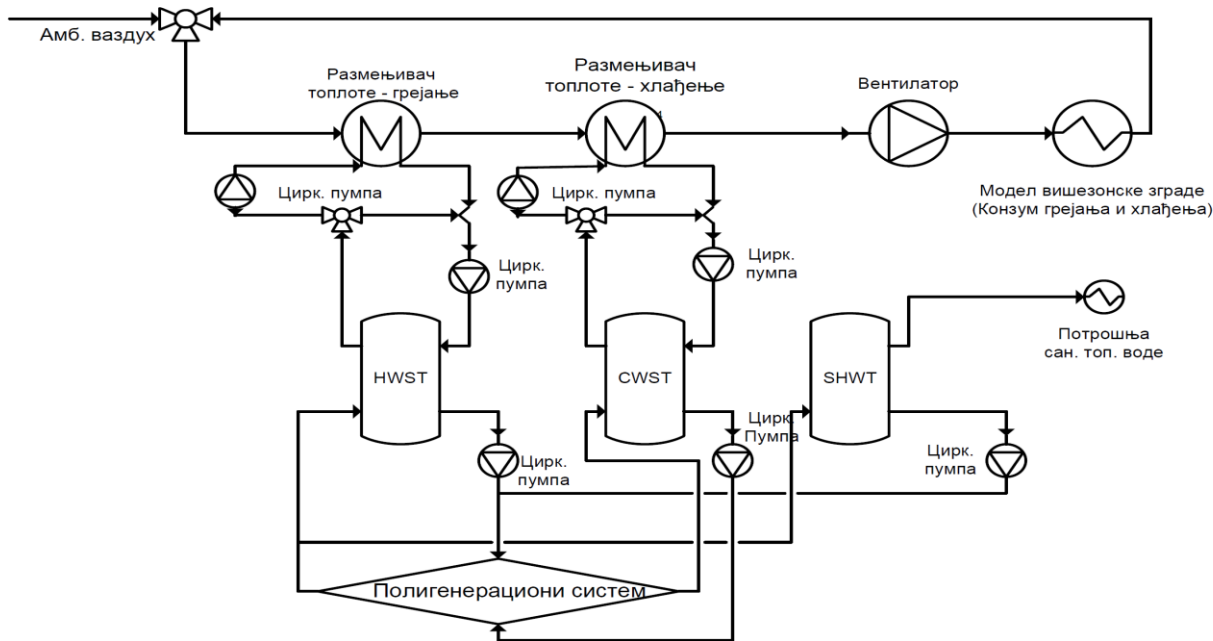 Амб. ваздух
Размењивач
топлоте - грејање
Размењивач
топлоте - хлађење
Вентилатор
Цирк. пумпа
Цирк. пумпа
Модел вишезонске зграде
(Конзум грејања и хлађења)
Цирк.
пумпа
Цирк.
пумпа
Потрошња
сан. топ. воде
HWST
CWST
SHWT
Цирк.
пумпа
Цирк.
Пумпа
Цирк.
пумпа
Полигенерациони систем